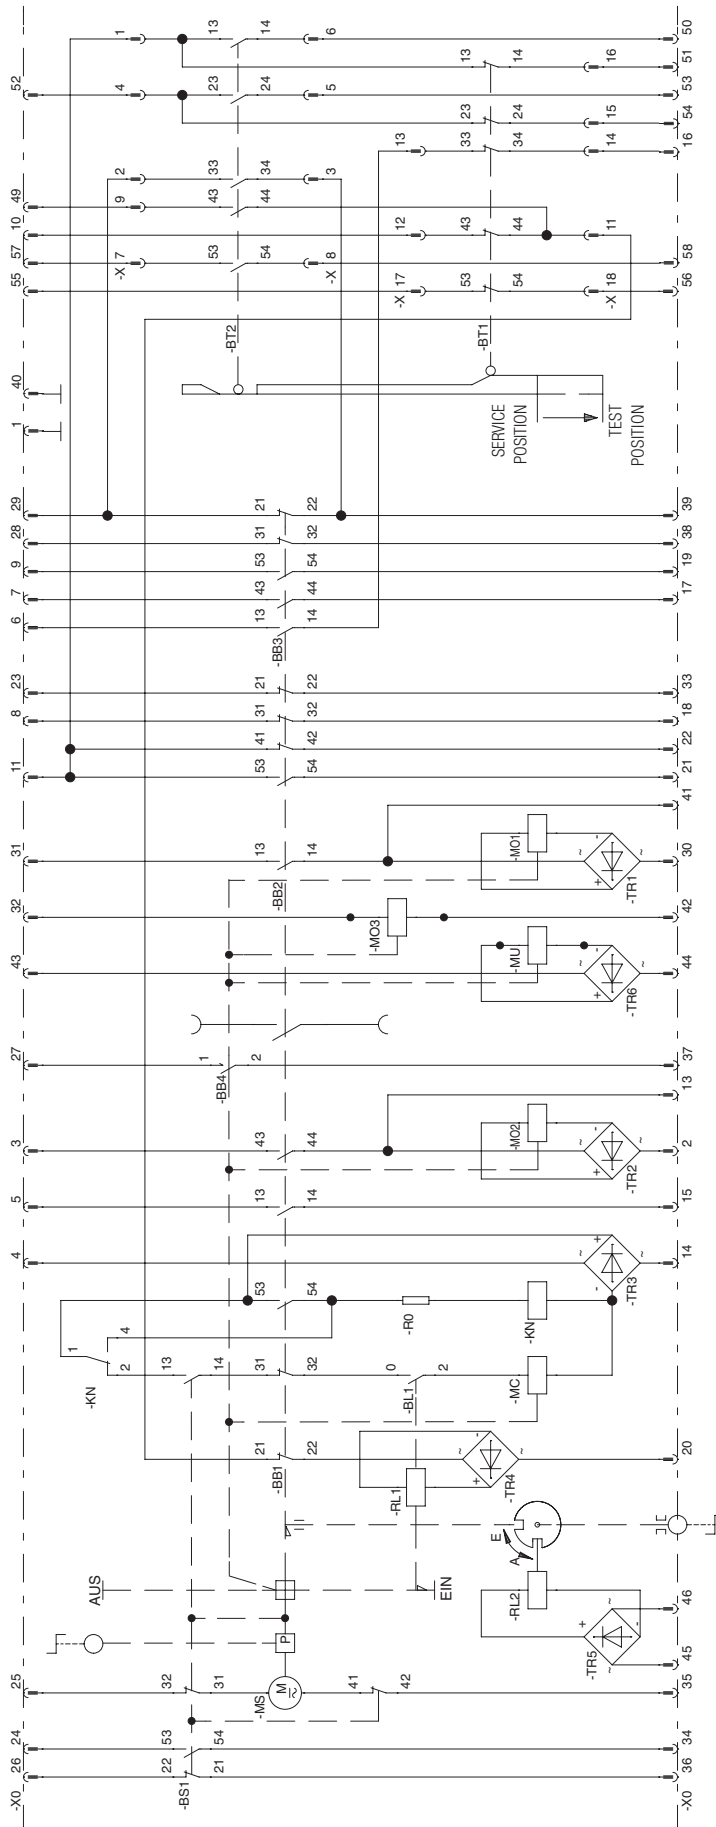 -X0 26 24 25 4 5 3 27 43 32 31 11 8 23 6 7 9 28 29 1 40 55 57 10 49 52
1
-KN AUS
2 4 -X 7 9 2 4 1
22 53 32 13
-BS1
21 54 31 14 1 53 43 33 23 13
-BB4
-BT2
-MS 21 31 53 13 43 2 13 53 41 31 21 13 43 53 31 21 54 44 34 24 14
M ~ P -BB1 -BB2 -BB3
22 32 54 14 44 14 54 42 32 22 14 44 54 32 22 -X 8 3 5 6
41
-MO3
42 -RL1 0 -BL1 -R0 -X 17 12 13
EIN 2
53 43 33 23 13
-BT1
~ - + ~
-TR4
SERVICE
POSITION
E
A
54 44 34 24 14
-RL2 -MC -KN -MO2 -MU -MO1
-X 18 11 14 15 16
TEST
POSITION
+ ~ - ~
-TR5
~ - + ~
-TR3
~ + - ~
-TR2
~ + - ~
-TR6
~ + - ~
-TR1
-X0 36 34 35 45 46 20 14 15 2 13 37 44 42 30 41 21 22 18 33 17 19 38 39 56 58 16 54 53 51 50